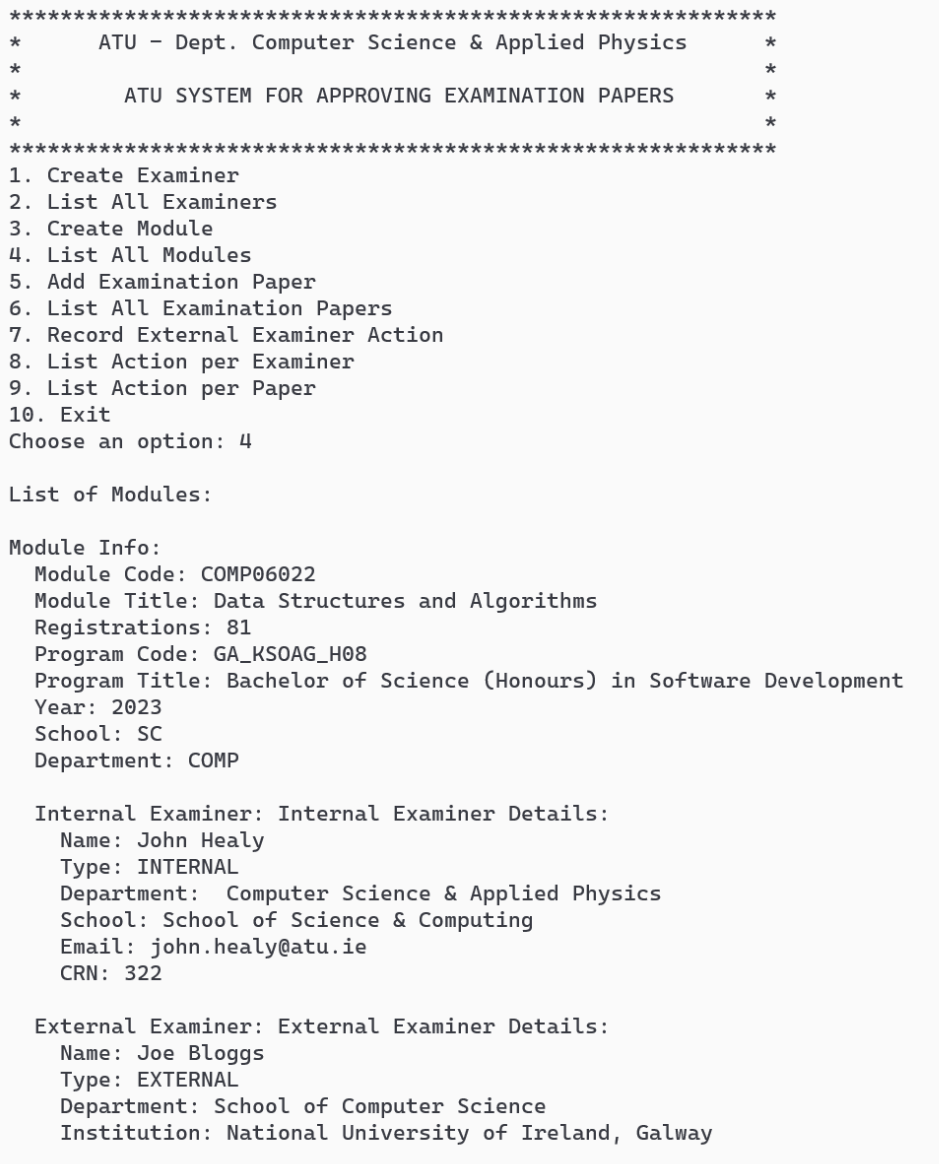 ************************************************************
*      ATU – Dept. Computer Science & Applied Physics      *
*                                                          *
*        ATU SYSTEM FOR APPROVING EXAMINATION PAPERS       *
*                                                          *
************************************************************
1. Create Examiner
2. List All Examiners
3. Create Module
4. List All Modules
5. Add Examination Paper
6. List All Examination Papers
7. Record External Examiner Action
8. List Action per Examiner
9. List Action per Paper
10. Exit
Choose an option: 4

List of Modules:

Module Info:
  Module Code: COMP06022
  Module Title: Data Structures and Algorithms
  Registrations: 81
  Program Code: GA_KSOAG_H08
  Program Title: Bachelor of Science (Honours) in Software Development
  Year: 2023
  School: SC
  Department: COMP

  Internal Examiner: Internal Examiner Details:
    Name: John Healy
    Type: INTERNAL
    Department:  Computer Science & Applied Physics
    School: School of Science & Computing
    Email: john.healy@atu.ie
    CRN: 322

  External Examiner: External Examiner Details:
    Name: Joe Bloggs
    Type: EXTERNAL
    Department: School of Computer Science
    Institution: National University of Ireland, Galway